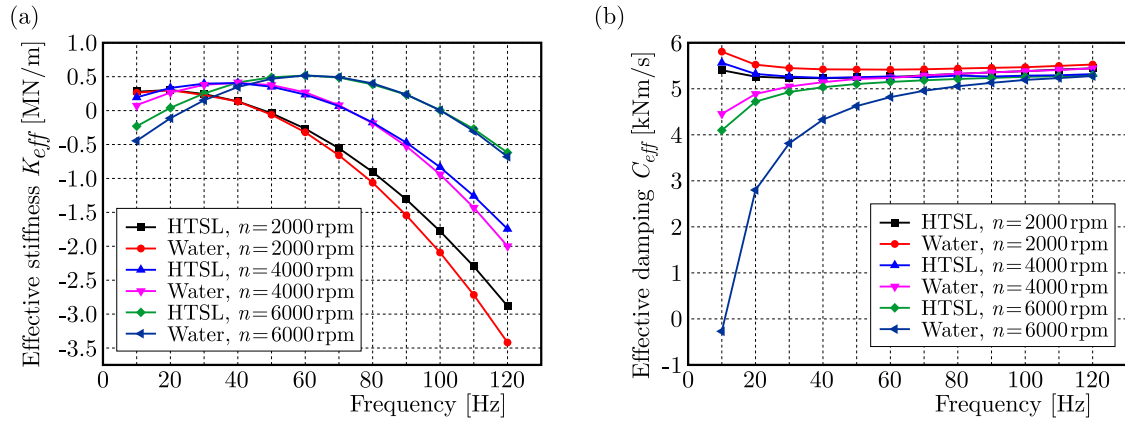 (a)
Effective stiffness K_eff [MN/m]
1.0
0.5
0
-0.5
-1.0
-1.5
-2.0
-2.5
-3.0
-3.5
HTSL, n=2000 rpm
Water, n=2000 rpm
HTSL, n=4000 rpm
Water, n=4000 rpm
HTSL, n=6000 rpm
Water, n=6000 rpm
0 20 40 60 80 100 120
Frequency [Hz]
(b)
Effective damping C_eff [kNm/s]
6
5
4
3
2
1
0
-1
HTSL, n=2000 rpm
Water, n=2000 rpm
HTSL, n=4000 rpm
Water, n=4000 rpm
HTSL, n=6000 rpm
Water, n=6000 rpm
0 20 40 60 80 100 120
Frequency [Hz]